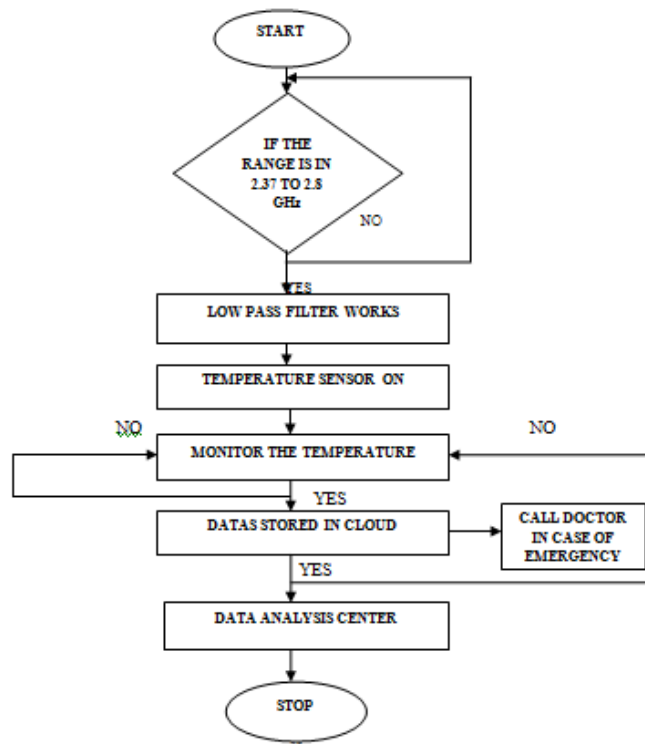 START
IF THE
RANGE IS IN
2.37 TO 2.8
GHz
NO
YES
LOW PASS FILTER WORKS
TEMPERATURE SENSOR ON
NO
NO
MONITOR THE TEMPERATURE
YES
DATAS STORED IN CLOUD
CALL DOCTOR
IN CASE OF
EMERGENCY
YES
DATA ANALYSIS CENTER
STOP